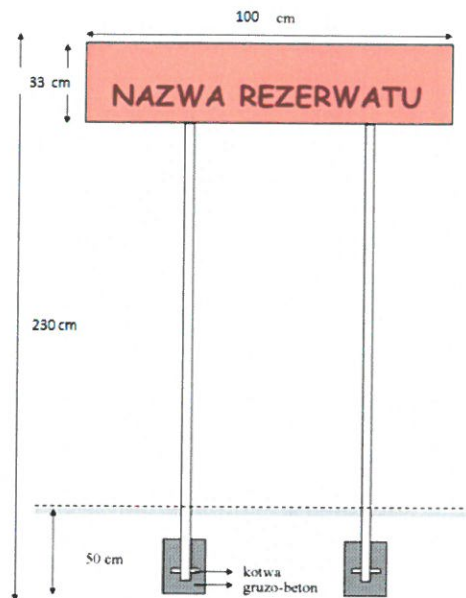 100 cm
33 cm
NAZWA REZERWATU
230 cm
50 cm
kotwa
gruzo-beton